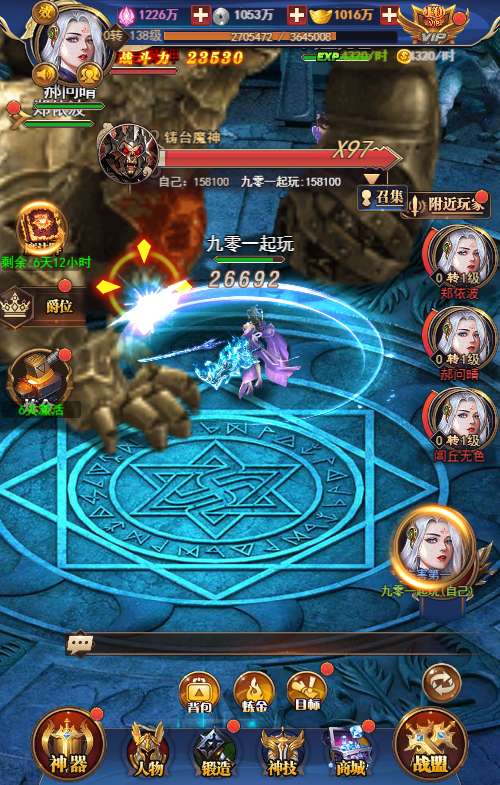 效
1226万
1053万
1016万
VIP
0转 138级
2705472 / 3645008
战斗力 23530
EXP 4320/时
4320/时
郝问晴
郑依波
铸台魔神
X97
自己: 158100 九零一起玩:158100
召集
附近玩家
九零一起玩
26692
剩余:6天12小时
爵位
0 转1级
郑依波
0 转1级
郝问晴
0 转1级
闾丘无色
九零一起玩(自己)
背包
炼金
目标
神器
人物
锻造
神技
商城
战盟